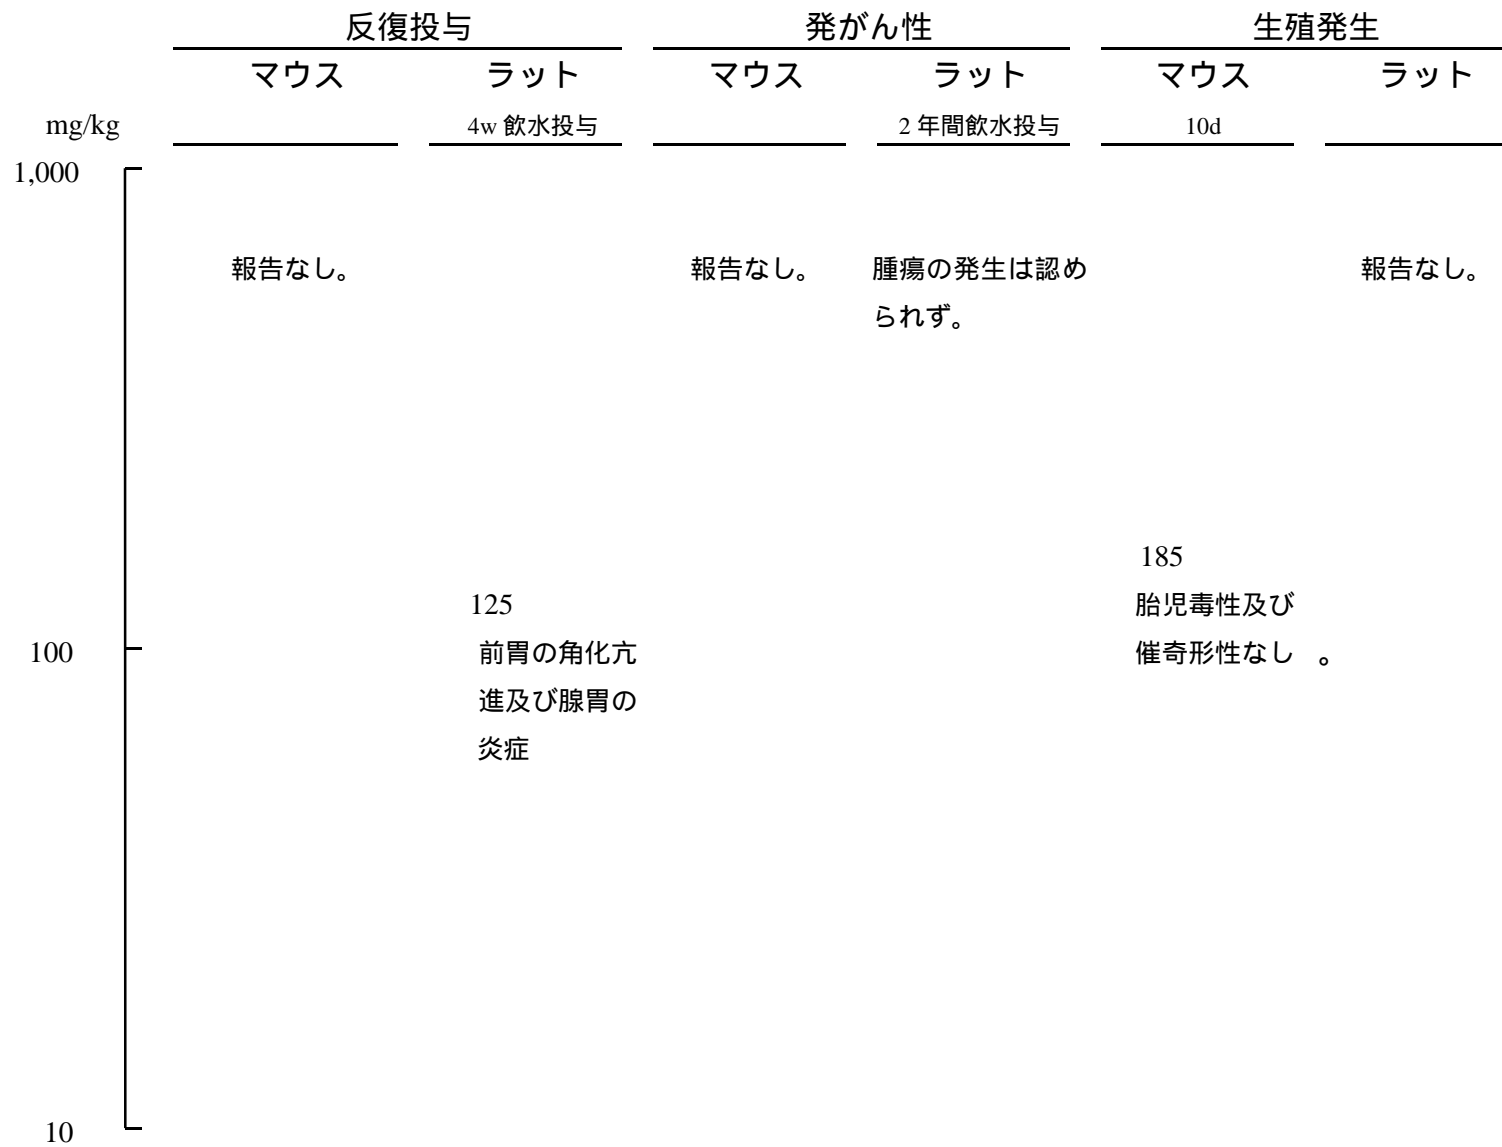 反復投与 発がん性 生殖発生
マウス ラット マウス ラット マウス ラット
mg/kg 4w 飲水投与 2 年間飲水投与 10d
1,000
報告なし。 報告なし。 腫瘍の発生は認め 報告なし。
られず。
185
125 胎児毒性及び
100 前胃の角化亢 催奇形性なし 。
進及び腺胃の
炎症
10